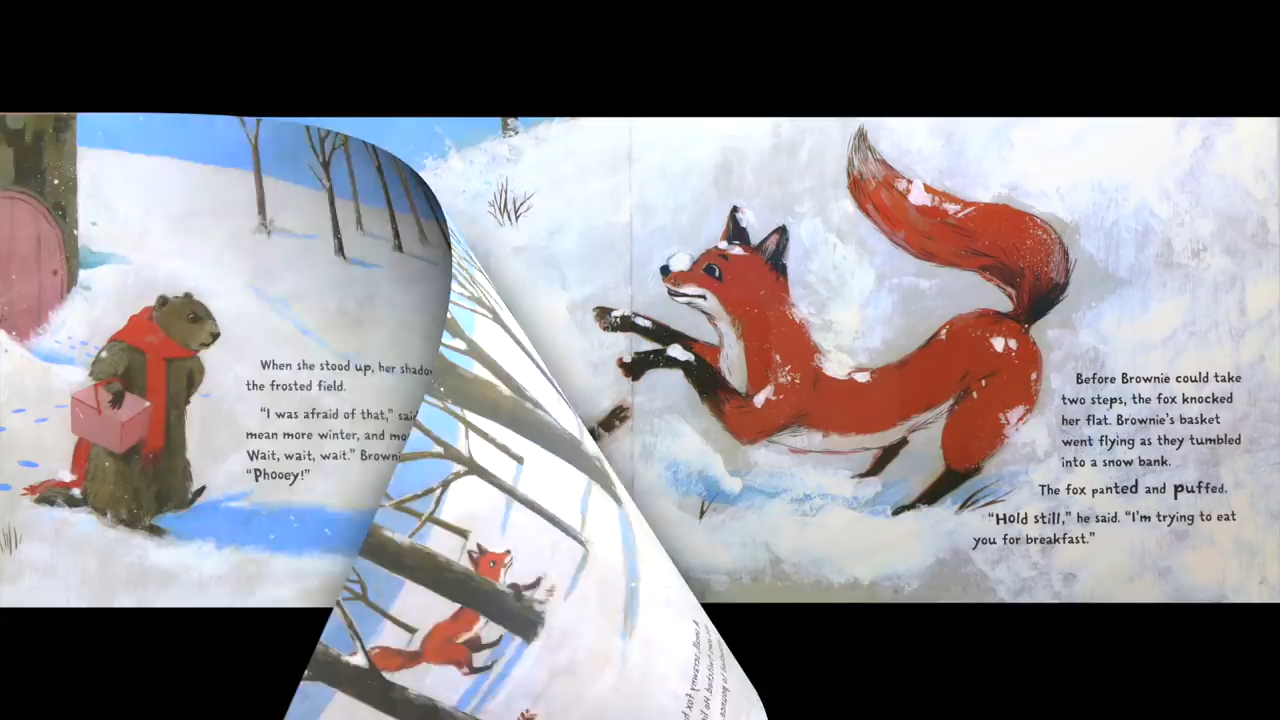 When she stood up, her shadow
the frosted field.
"I was afraid of that," said
mean more winter, and mo
Wait, wait, wait." Brown
"Phooey!"
Before Brownie could take
two steps, the fox knocked
her flat. Brownie's basket
went flying as they tumbled
into a snow bank.
The fox panted and puffed.
"Hold still," he said. "I'm trying to eat
you for breakfast."